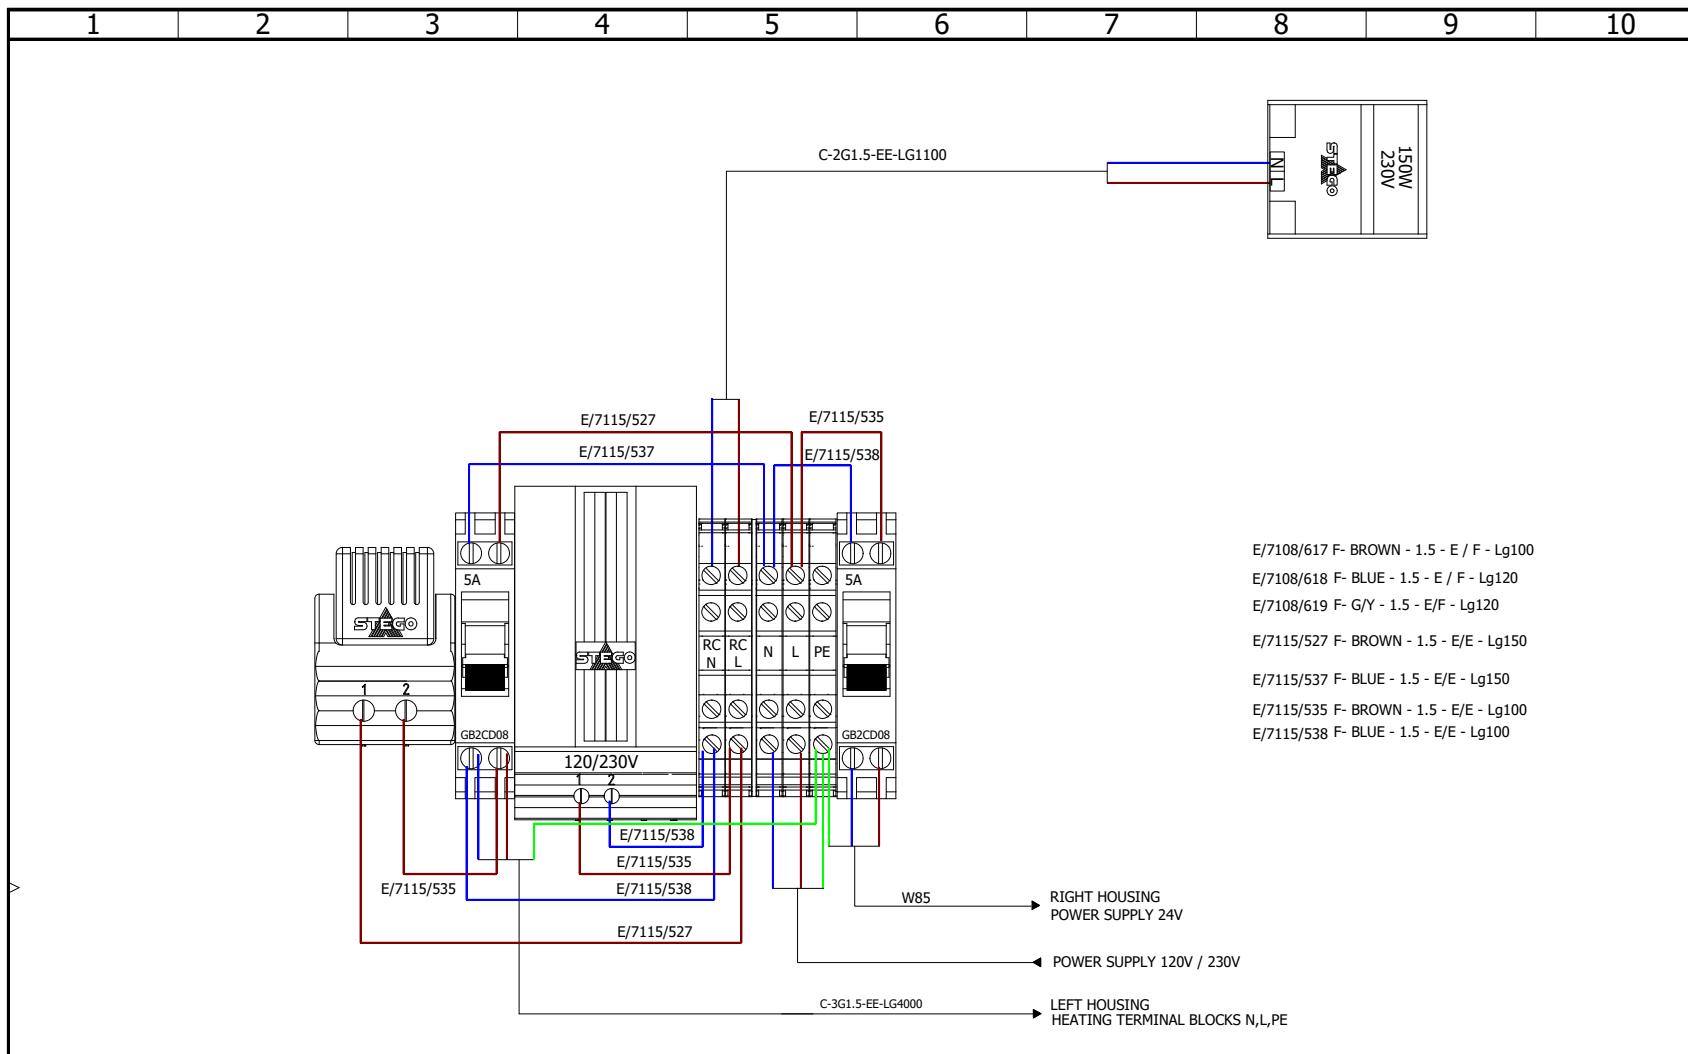 1 2 3 4 5 6 7 8 9 10
C-2G1.5-EE-LG1100
N L
STEGO
150W
230V
E/7115/527
E/7115/535
E/7115/537
E/7115/538
5A
5A
STEGO
1 2
GB2CD08
STEGO
120/230V
1 2
RC
N
RC
L
N
L
PE
GB2CD08
E/7115/538
E/7115/535
E/7115/535
E/7115/538
E/7115/527
E/7108/617 F- BROWN - 1.5 - E / F - Lg100
E/7108/618 F- BLUE - 1.5 - E / F - Lg120
E/7108/619 F- G/Y - 1.5 - E/F - Lg120
E/7115/527 F- BROWN - 1.5 - E/E - Lg150
E/7115/537 F- BLUE - 1.5 - E/E - Lg150
E/7115/535 F- BROWN - 1.5 - E/E - Lg100
E/7115/538 F- BLUE - 1.5 - E/E - Lg100
W85
RIGHT HOUSING
POWER SUPPLY 24V
POWER SUPPLY 120V / 230V
C-3G1.5-EE-LG4000
LEFT HOUSING
HEATING TERMINAL BLOCKS N,L,PE